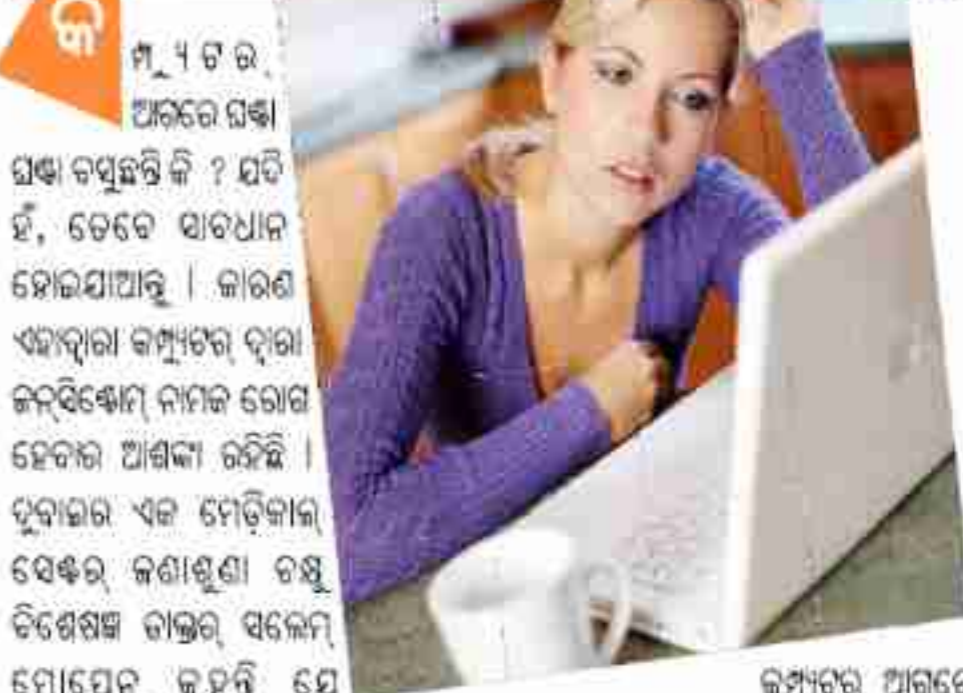 କ
ମ୍ପ୍ୟୁଟର
ଆଗରେ ଘଣ୍ଟା
ଘଣ୍ଟା ବସୁଛନ୍ତି କି ? ଯଦି
ହଁ, ତେବେ ସାବଧାନ
ହୋଇଯାଆନ୍ତୁ । କାରଣ
ଏହାଦ୍ୱାରା କମ୍ପ୍ୟୁଟର୍ ଦ୍ୱାରା
ଜନ୍‌ସିଣ୍ଡ୍ରୋମ୍ ନାମକ ରୋଗ
ହେବାର ଆଶଙ୍କା ରହିଛି ।
ଦୁବାଇର ଏକ ମେଡ଼ିକାଲ୍
ସେଣ୍ଟର୍ ଜଣାଶୁଣା ଚକ୍ଷୁ
ବିଶେଷଜ୍ଞ ଡାକ୍ତର୍ ସଲେମ୍
କହନ୍ତି ଯେ
କମ୍ପ୍ୟୁଟର ଆଗରେ